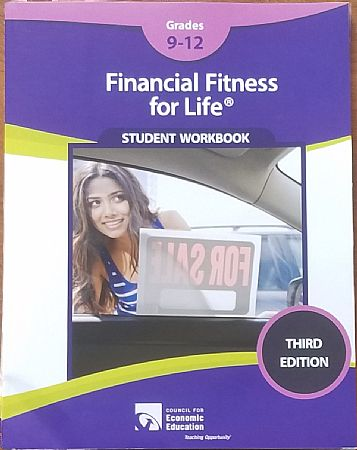 Grades
9-12
Financial Fitness
for Life®
STUDENT WORKBOOK
FOR SALE
THIRD
EDITION
COUNCIL FOR
Economic
Education
Teaching Opportunity®